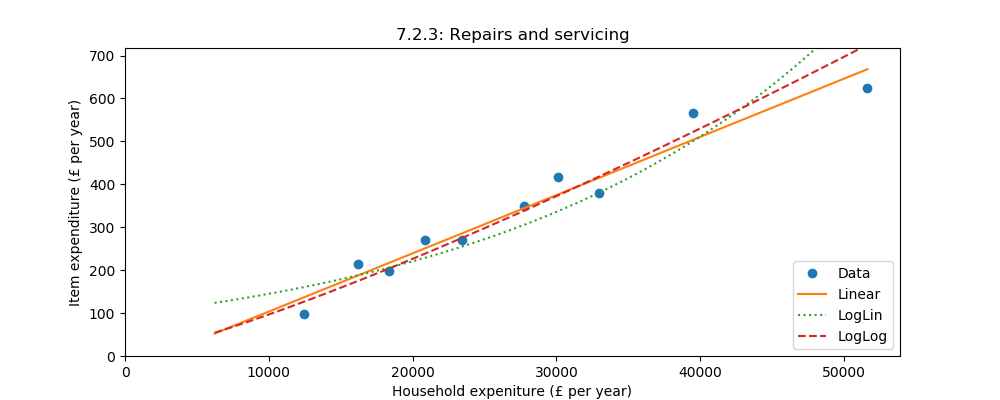 7.2.3: Repairs and servicing
Item expenditure (£ per year)
700
600
500
400
300
200
100
0
0 10000 20000 30000 40000 50000
Household expeniture (£ per year)
Data
Linear
LogLin
LogLog